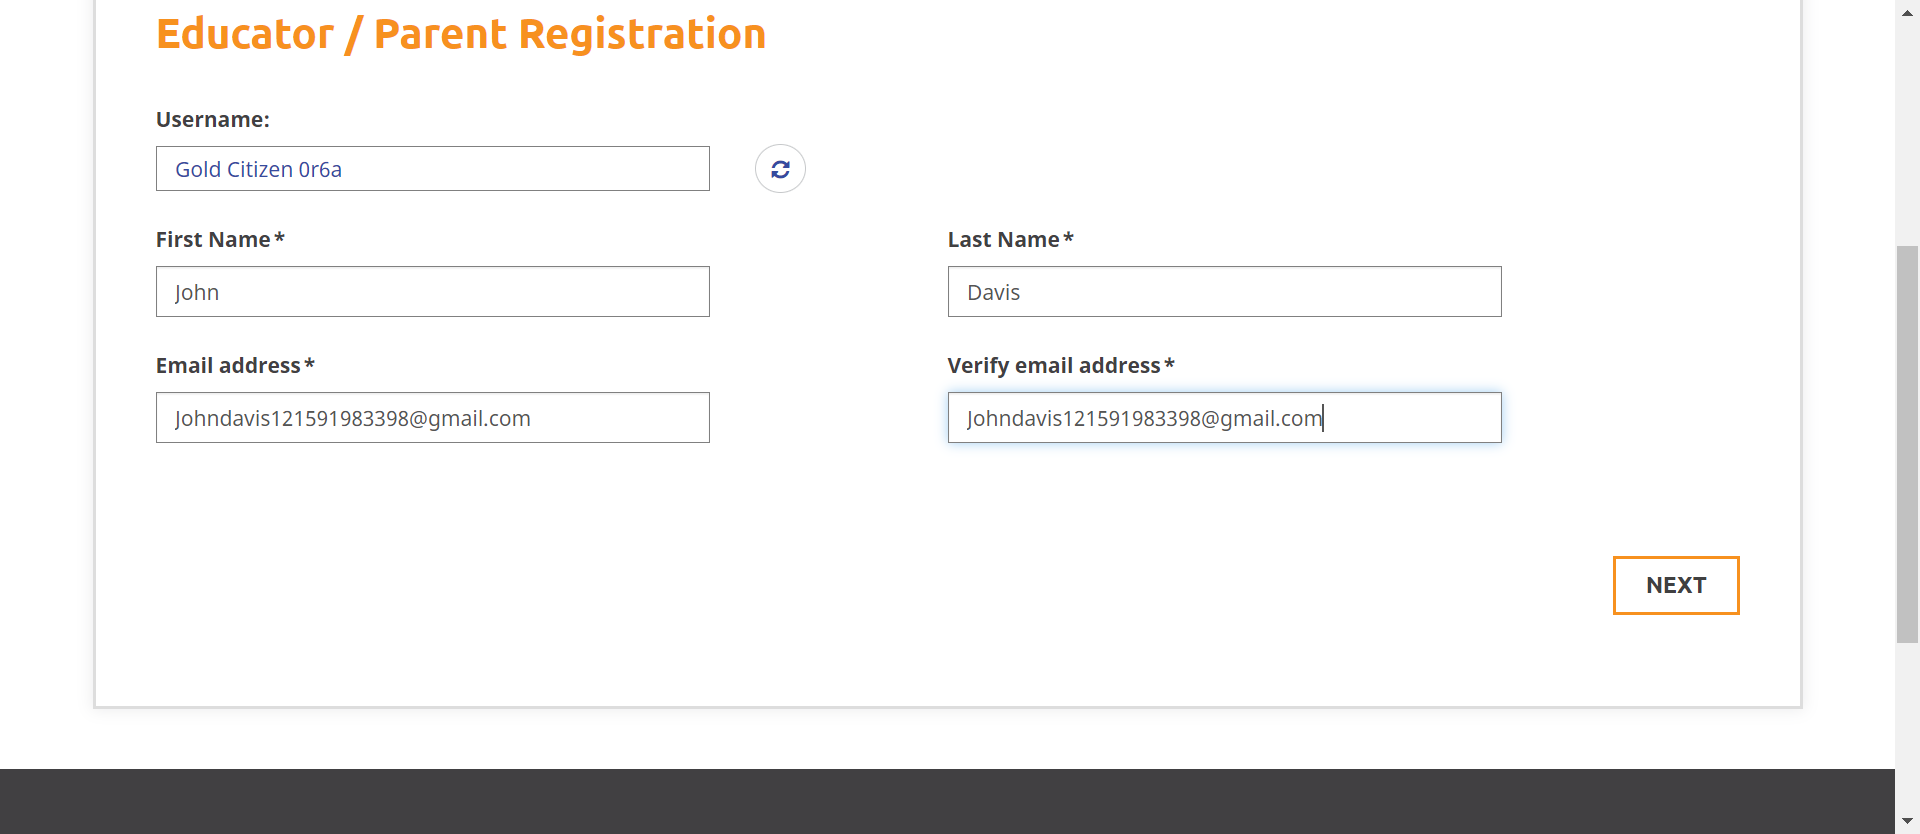 Educator / Parent Registration
Username:
Gold Citizen 0r6a
First Name*
Last Name*
John
Davis
Email address*
Verify email address*
Johndavis121591983398@gmail.com
Johndavis121591983398@gmail.com
NEXT